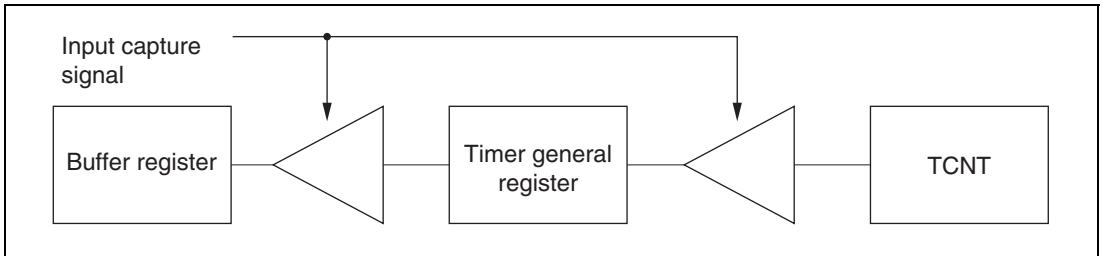 Input capture
signal
Buffer register
Timer general
register
TCNT